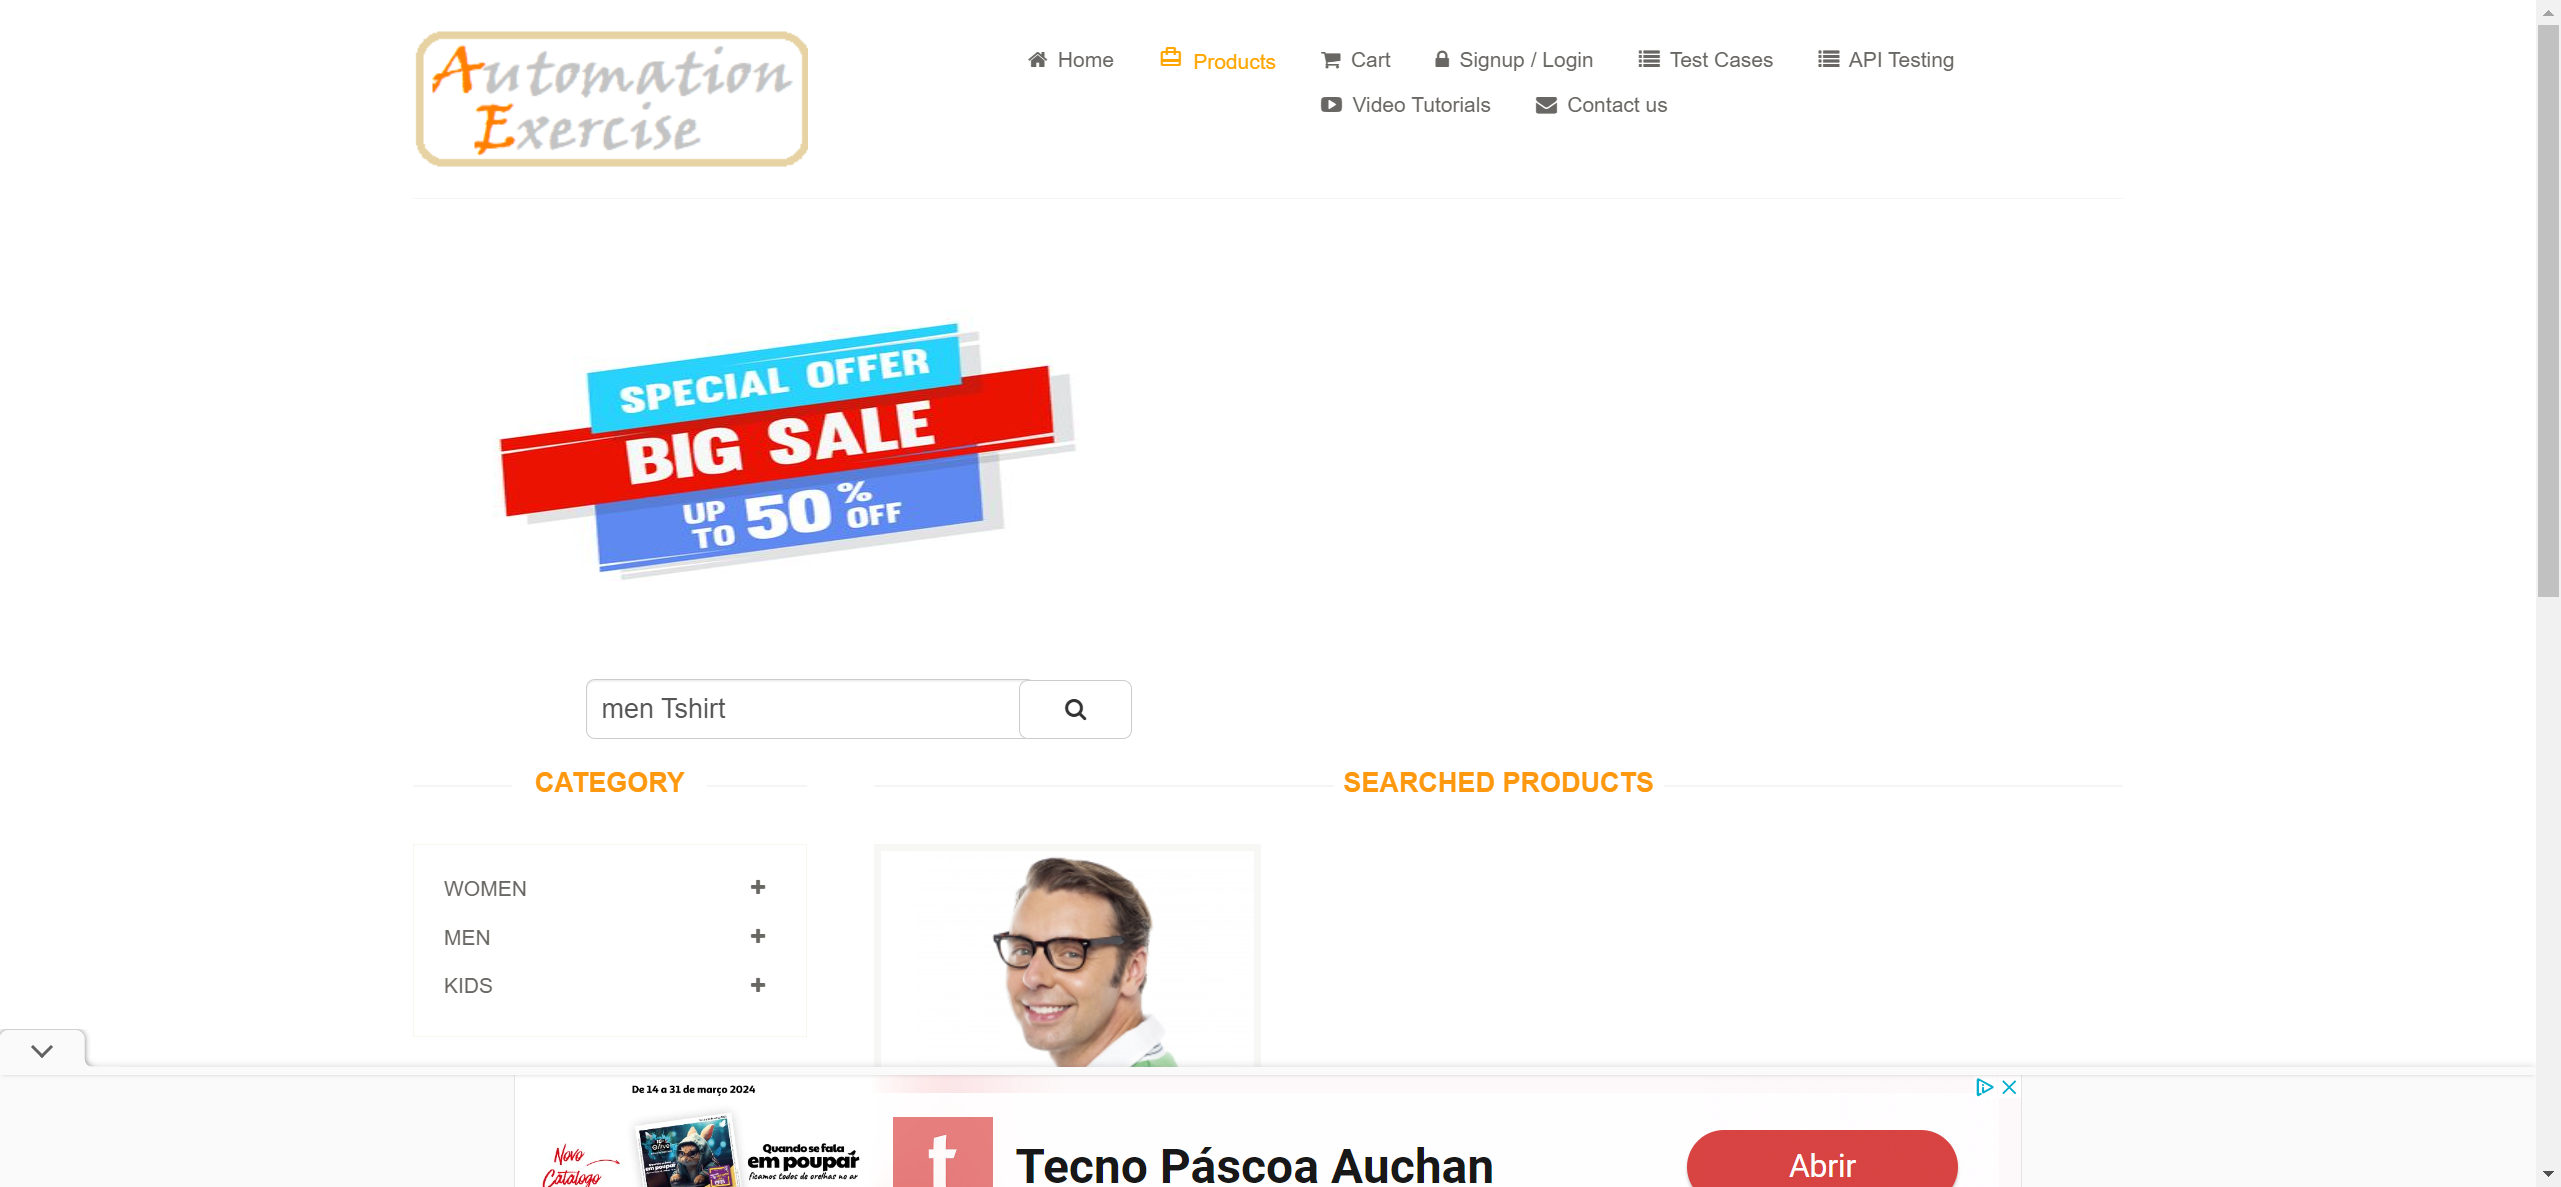 Automation
Exercise
Home
Products
Cart
Signup / Login
Test Cases
API Testing
Video Tutorials
Contact us
SPECIAL OFFER
BIG SALE
UP TO 50% OFF
men Tshirt
CATEGORY
SEARCHED PRODUCTS
WOMEN
MEN
KIDS
De 14 a 31 de março 2024
Novo
Catálogo
Quando se fala
em poupar
ficamos todos de orelhas no ar
Tecno Páscoa Auchan
Abrir